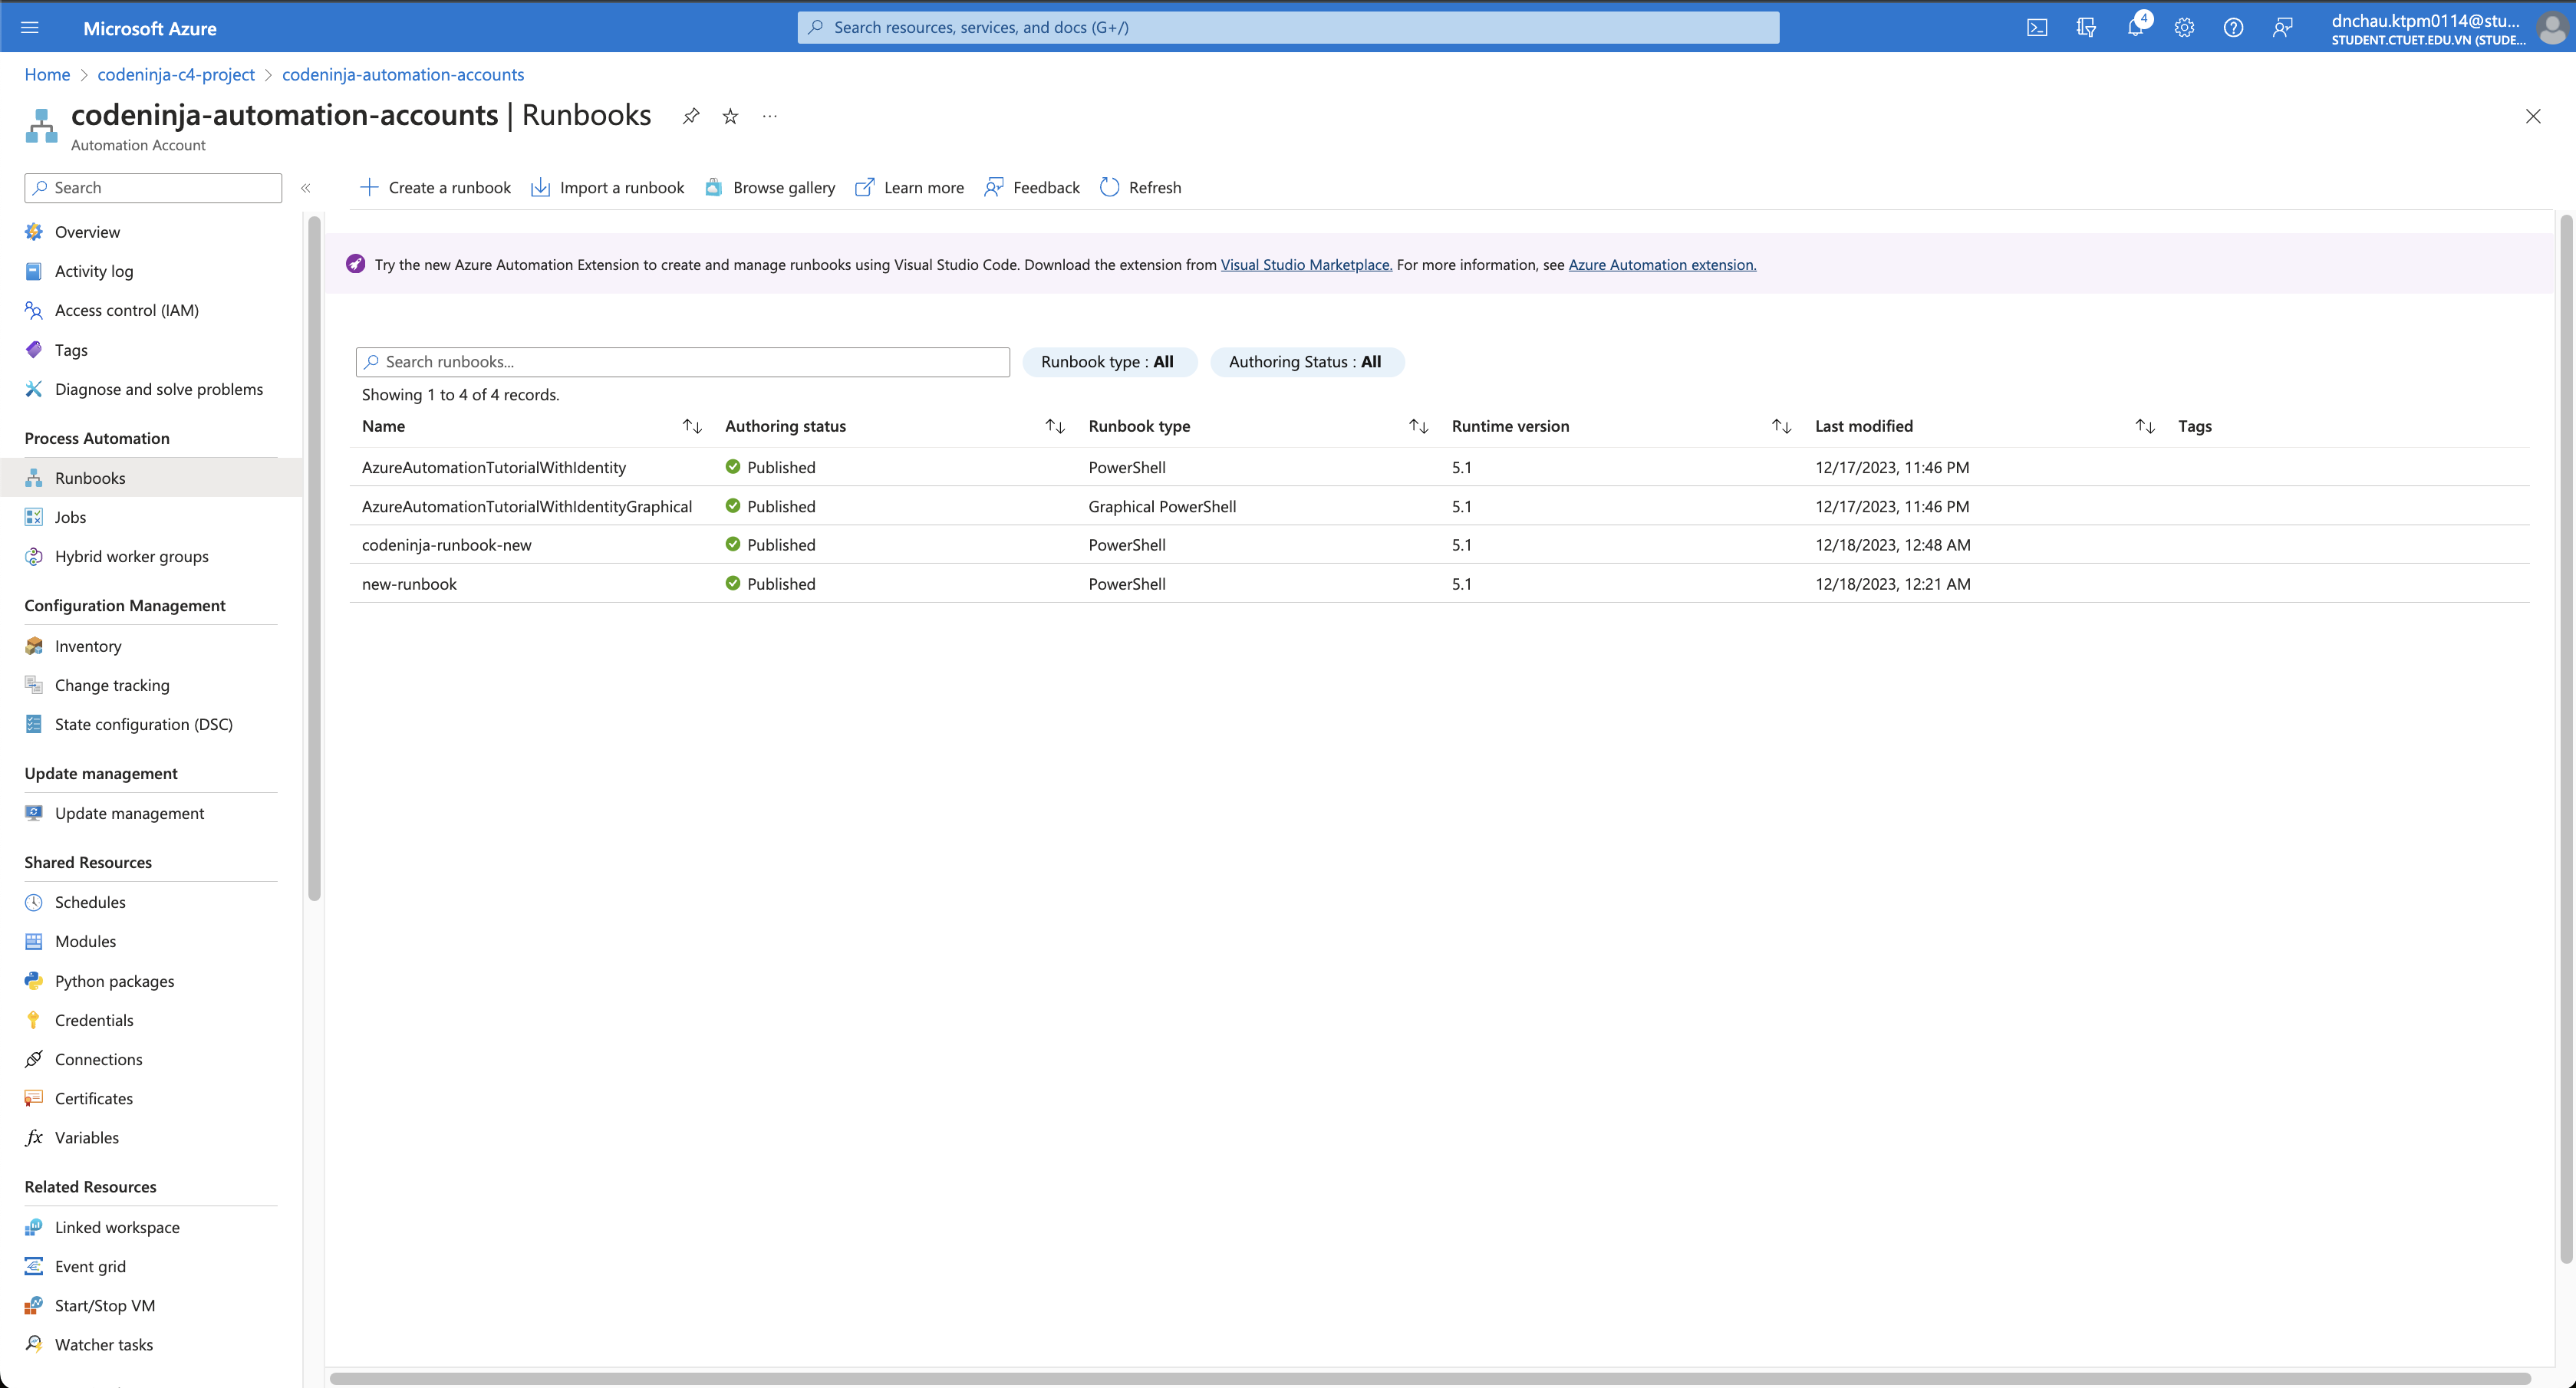 Microsoft Azure
Search resources, services, and docs (G+/)
4
dnchau.ktpm0114@stu...
STUDENT.CTUET.EDU.VN (STUDE...
Home > codeninja-c4-project > codeninja-automation-accounts
codeninja-automation-accounts | Runbooks
Automation Account
Search
Create a runbook Import a runbook Browse gallery Learn more Feedback Refresh
Overview
Activity log
Access control (IAM)
Tags
Diagnose and solve problems
Process Automation
Runbooks
Jobs
Hybrid worker groups
Configuration Management
Inventory
Change tracking
State configuration (DSC)
Update management
Update management
Shared Resources
Schedules
Modules
Python packages
Credentials
Connections
Certificates
Variables
Related Resources
Linked workspace
Event grid
Start/Stop VM
Watcher tasks
Try the new Azure Automation Extension to create and manage runbooks using Visual Studio Code. Download the extension from Visual Studio Marketplace. For more information, see Azure Automation extension.
Search runbooks... Runbook type : All Authoring Status : All
Showing 1 to 4 of 4 records.
Name Authoring status Runbook type Runtime version Last modified Tags
AzureAutomationTutorialWithIdentity Published PowerShell 5.1 12/17/2023, 11:46 PM
AzureAutomationTutorialWithIdentityGraphical Published Graphical PowerShell 5.1 12/17/2023, 11:46 PM
codeninja-runbook-new Published PowerShell 5.1 12/18/2023, 12:48 AM
new-runbook Published PowerShell 5.1 12/18/2023, 12:21 AM